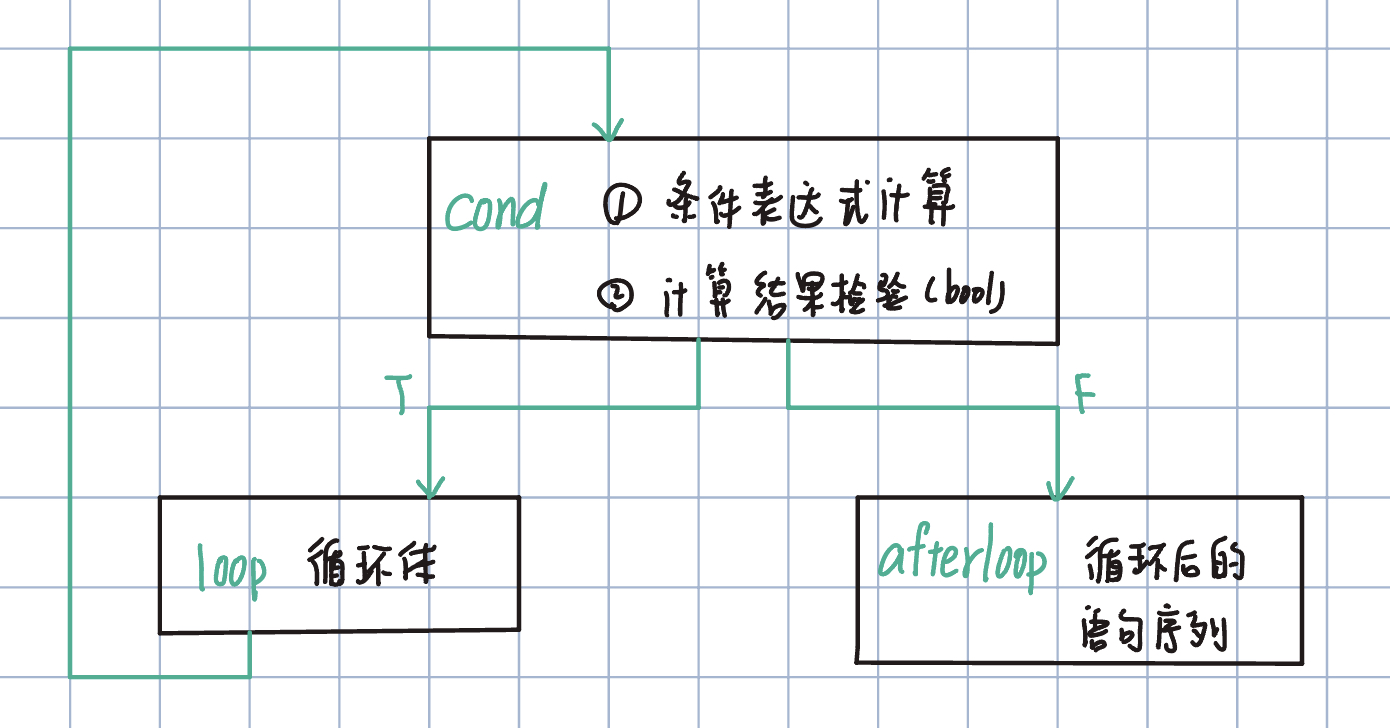 cond ① 条件表达式计算
② 计算结果检验(bool)
T
F
loop 循环体
afterloop 循环后的
语句序列